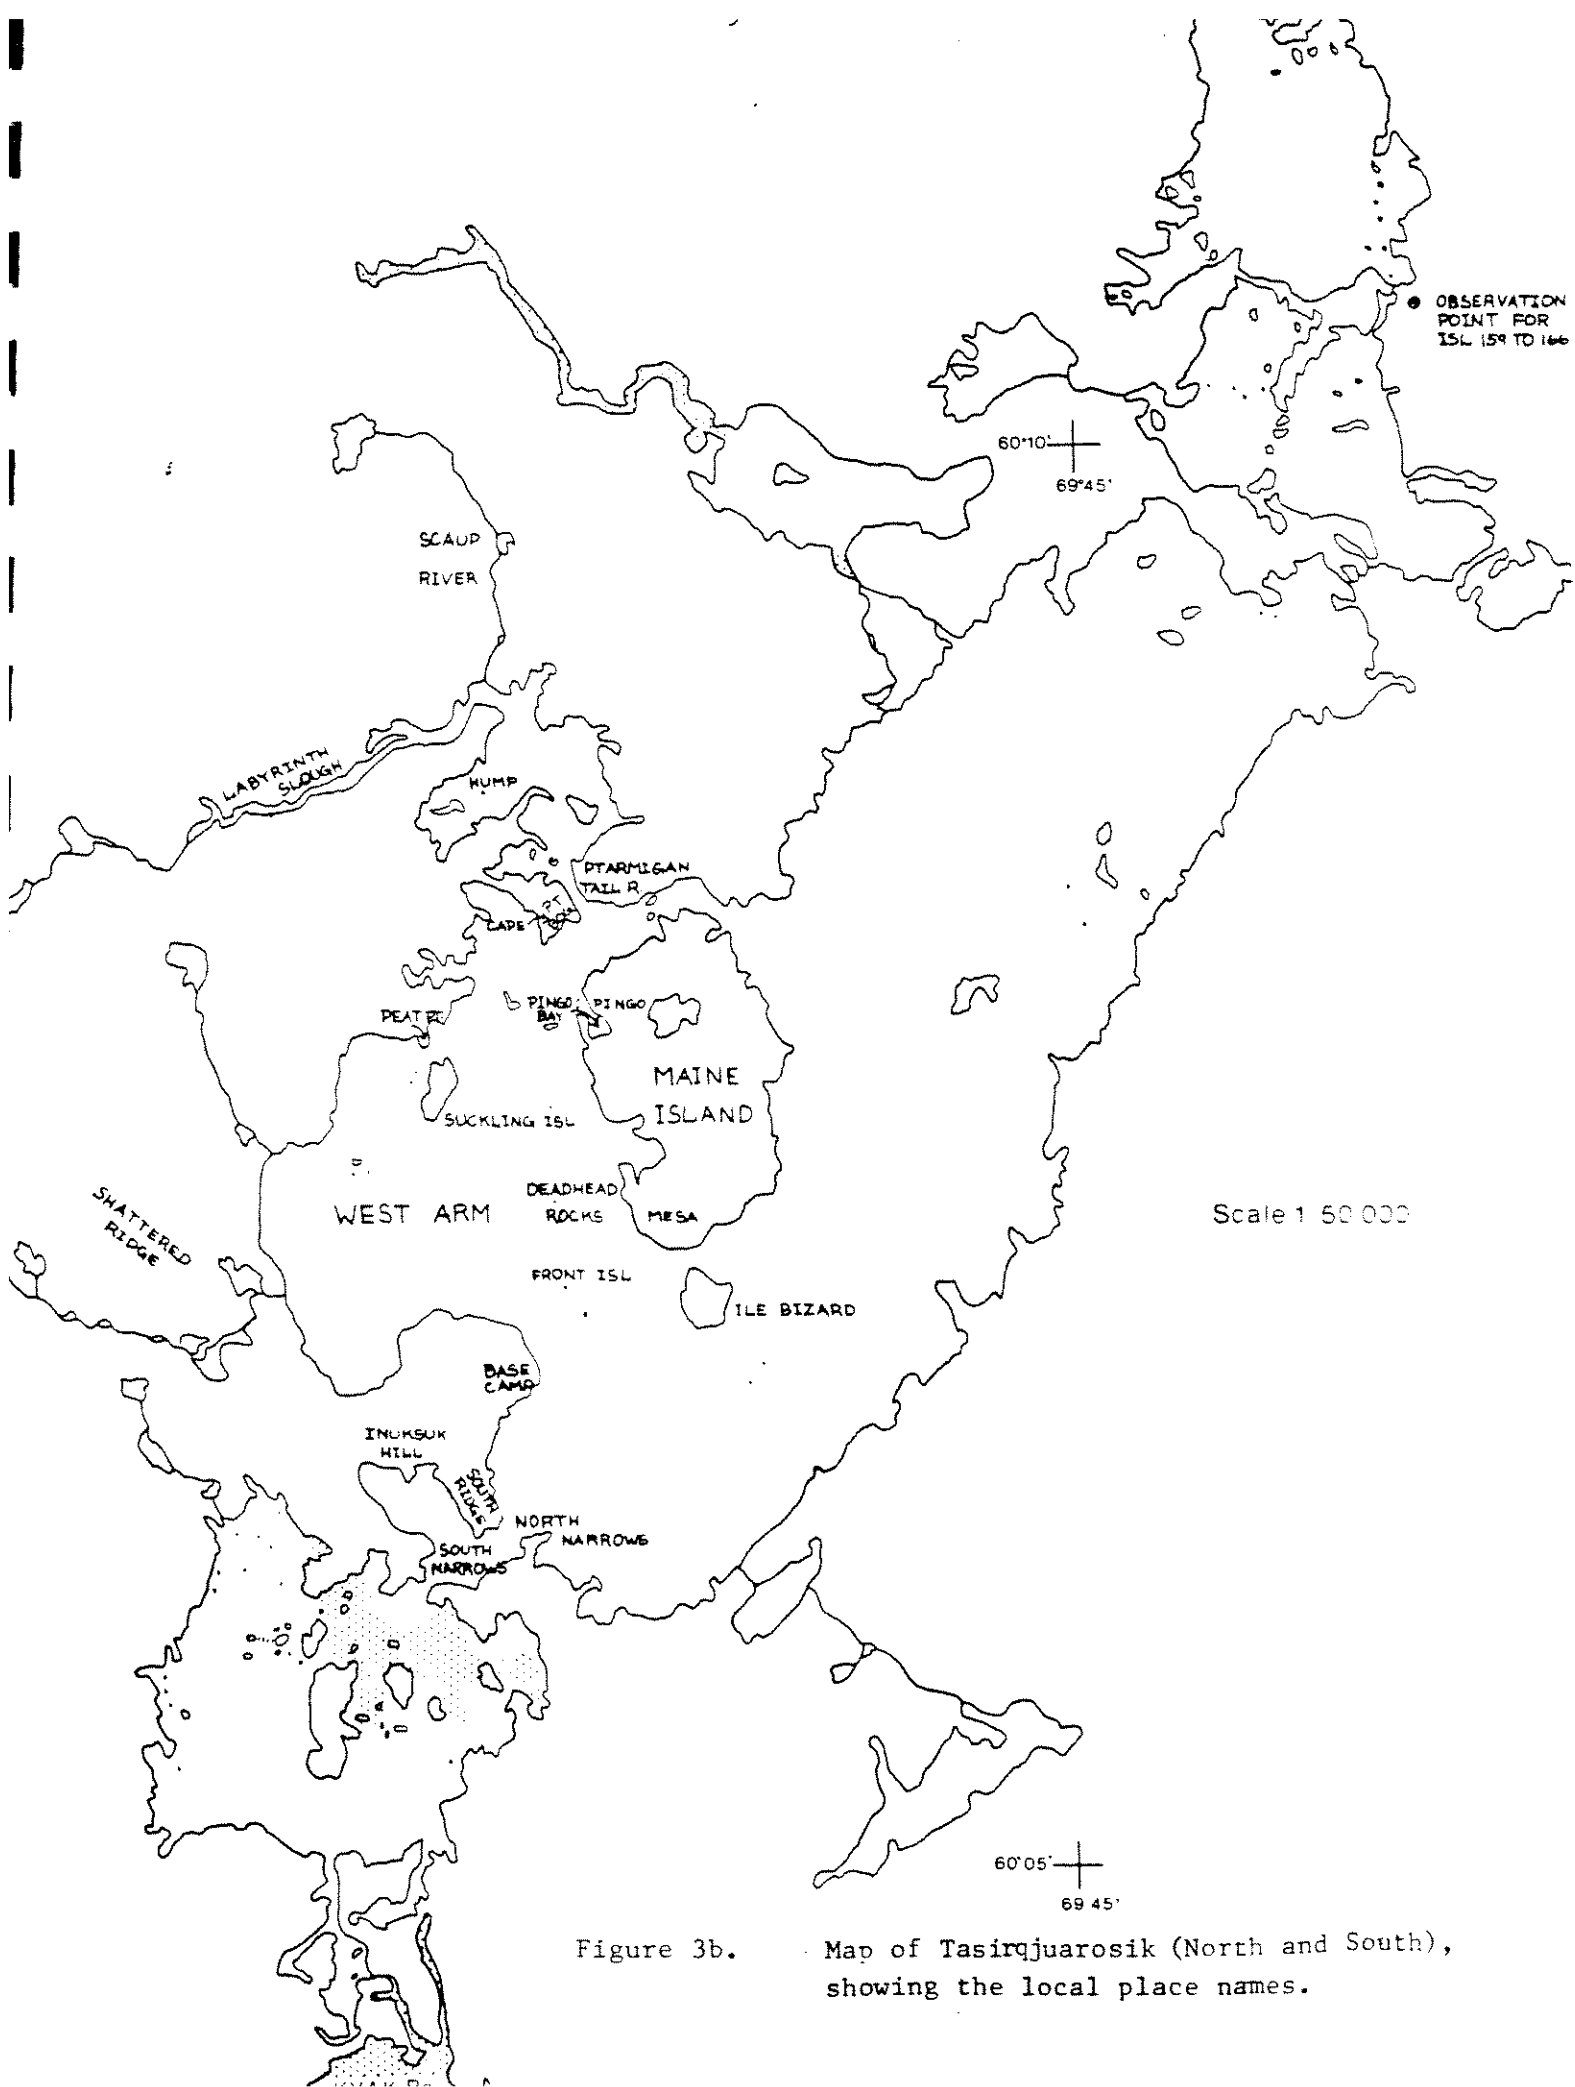 OBSERVATION
POINT FOR
ISL 159 TO 166
60°10'
69°45'
SCAUP
RIVER
LABYRINTH
SLOUGH
HUMP
PTARMIGAN
TAIL R.
PT
CAPE
PINGO
BAY
PINGO
PEAT PT
MAINE
ISLAND
SUCKLING ISL
SHATTERED
RIDGE
WEST ARM
DEADHEAD
ROCKS
MESA
Scale 1 50 000
FRONT ISL
ILE BIZARD
BASE
CAMP
INUKSUK
HILL
SOUTH
RIDGE
NORTH
NARROWS
SOUTH
NARROWS
60°05'
69 45'
Figure 3b. Map of Tasirqjuarosik (North and South),
showing the local place names.